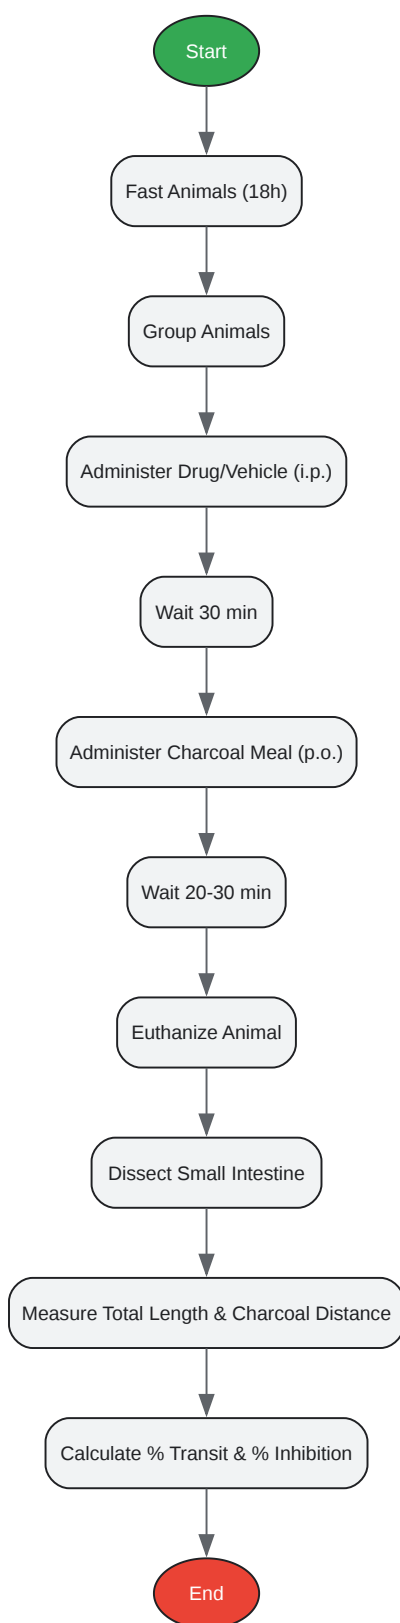 Start
Fast Animals (18h)
Group Animals
Administer Drug/Vehicle (i.p.)
Wait 30 min
Administer Charcoal Meal (p.o.)
Wait 20-30 min
Euthanize Animal
Dissect Small Intestine
Measure Total Length & Charcoal Distance
Calculate % Transit & % Inhibition
End